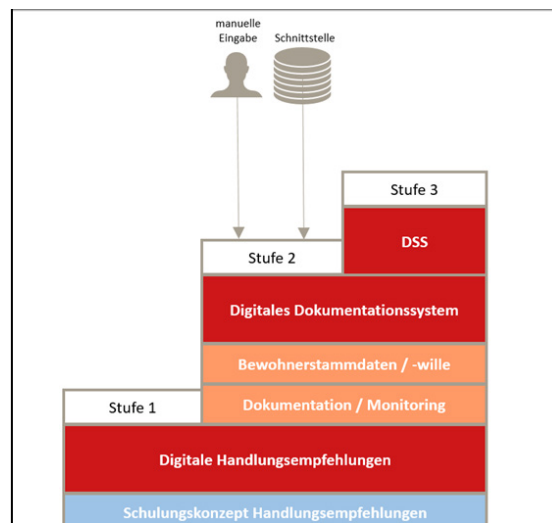 manuelle
Eingabe
Schnittstelle
Stufe 3
DSS
Stufe 2
Digitales Dokumentationssystem
Bewohnerstammdaten / -wille
Stufe 1
Dokumentation / Monitoring
Digitale Handlungsempfehlungen
Schulungskonzept Handlungsempfehlungen